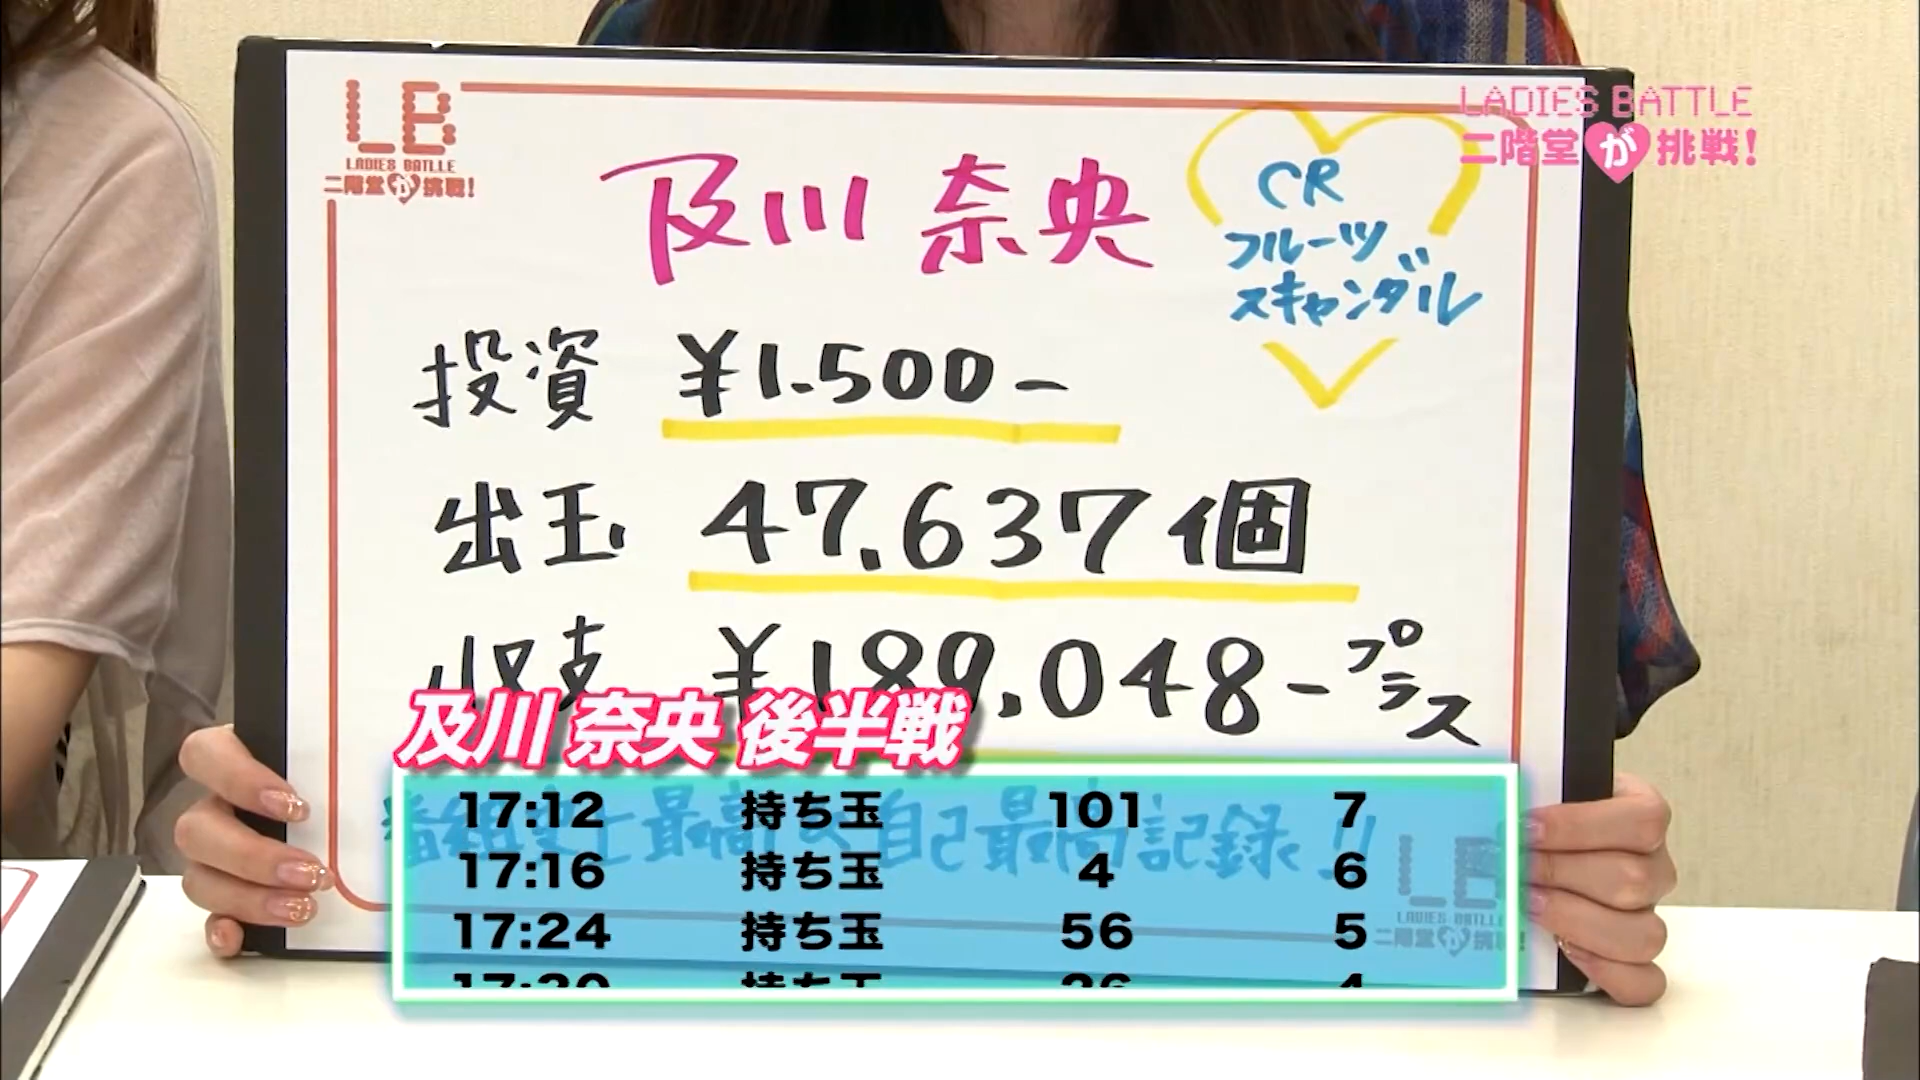 LB
LADIES BATLLE
二階堂が挑戦!
LADIES BATTLE
二階堂が挑戦!
及川 奈央
CR
フルーツ
スキャンダル
投資 ¥1.500-
出玉 47.637個
収支 ¥189.048-プラス
及川 奈央 後半戦
17:12 持ち玉 101 7
17:16 持ち玉 4 6
17:24 持ち玉 56 5
LB
LADIES BATLLE
二階堂が挑戦!